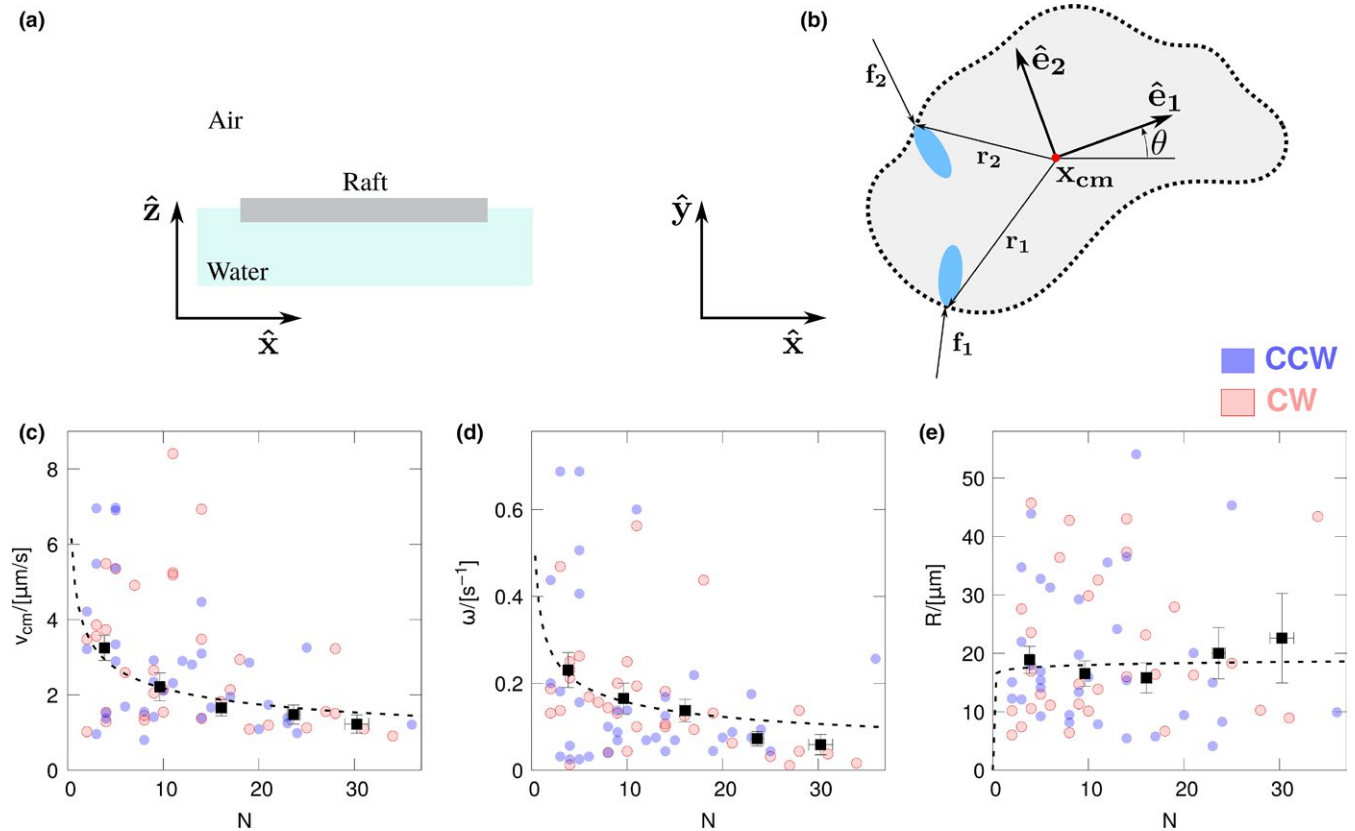 (a)
Air
Raft
Water
ẑ
x̂
(b)
f₂
ê₂
ê₁
θ
r₂
x_cm
r₁
f₁
ŷ
x̂
CCW
CW
(c)
8
6
4
2
0
v_cm/[μm/s]
0 10 20 30
N
(d)
0.6
0.4
0.2
0
ω/[s⁻¹]
0 10 20 30
N
(e)
50
40
30
20
10
0
R/[μm]
0 10 20 30
N